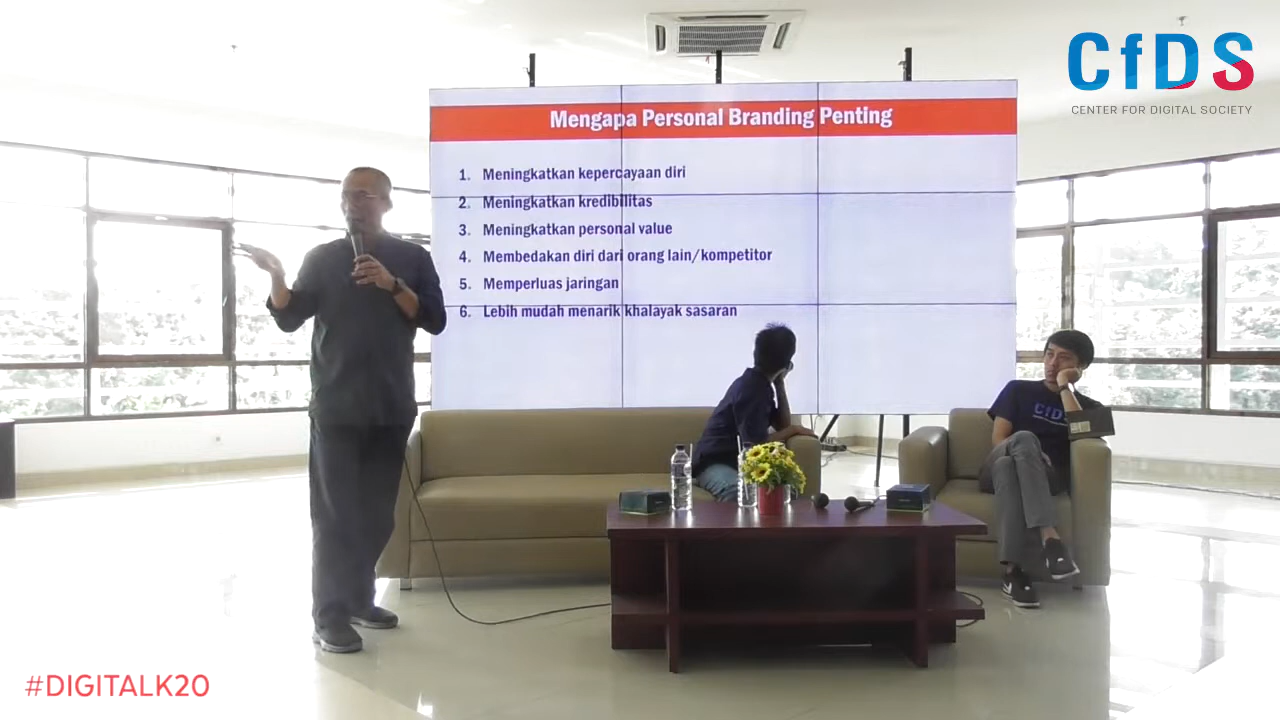 CfDS
CENTER FOR DIGITAL SOCIETY
Mengapa Personal Branding Penting
1. Meningkatkan kepercayaan diri
2. Meningkatkan kredibilitas
3. Meningkatkan personal value
4. Membedakan diri dari orang lain/kompetitor
5. Memperluas jaringan
6. Lebih mudah menarik khalayak sasaran
CfDS
#DIGITALK20